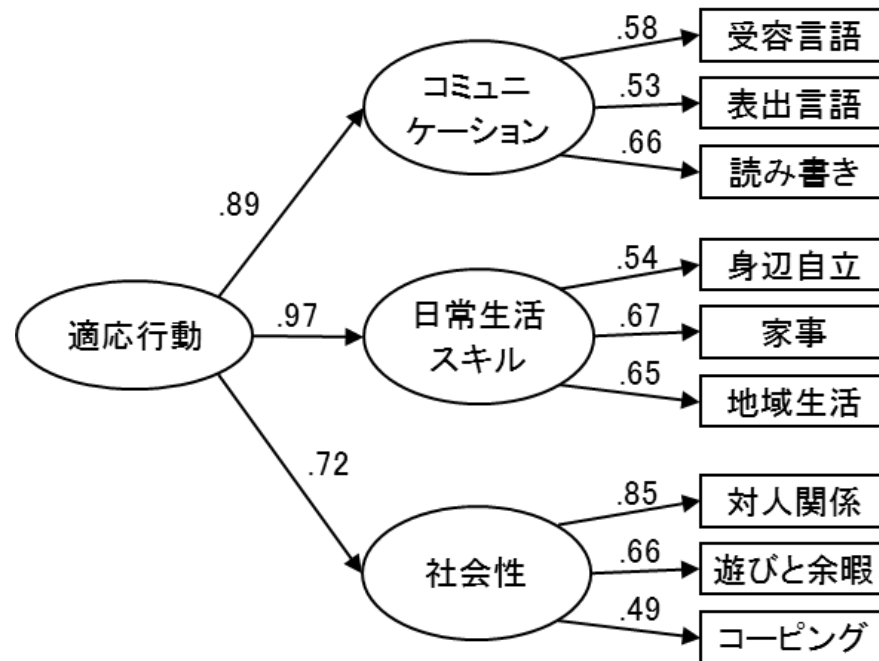 .58
受容言語
コミュニ
ケーション
.53
表出言語
.66
読み書き
.89
.54
身辺自立
適応行動
.97
日常生活
スキル
.67
家事
.65
地域生活
.72
.85
対人関係
社会性
.66
遊びと余暇
.49
コーピング